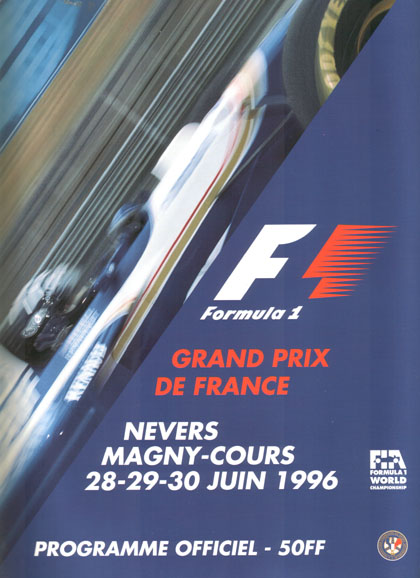 F1
Formula 1
GRAND PRIX
DE FRANCE
NEVERS
MAGNY-COURS
28-29-30 JUIN 1996
FIA
FORMULA 1
WORLD
CHAMPIONSHIP
PROGRAMME OFFICIEL - 50FF